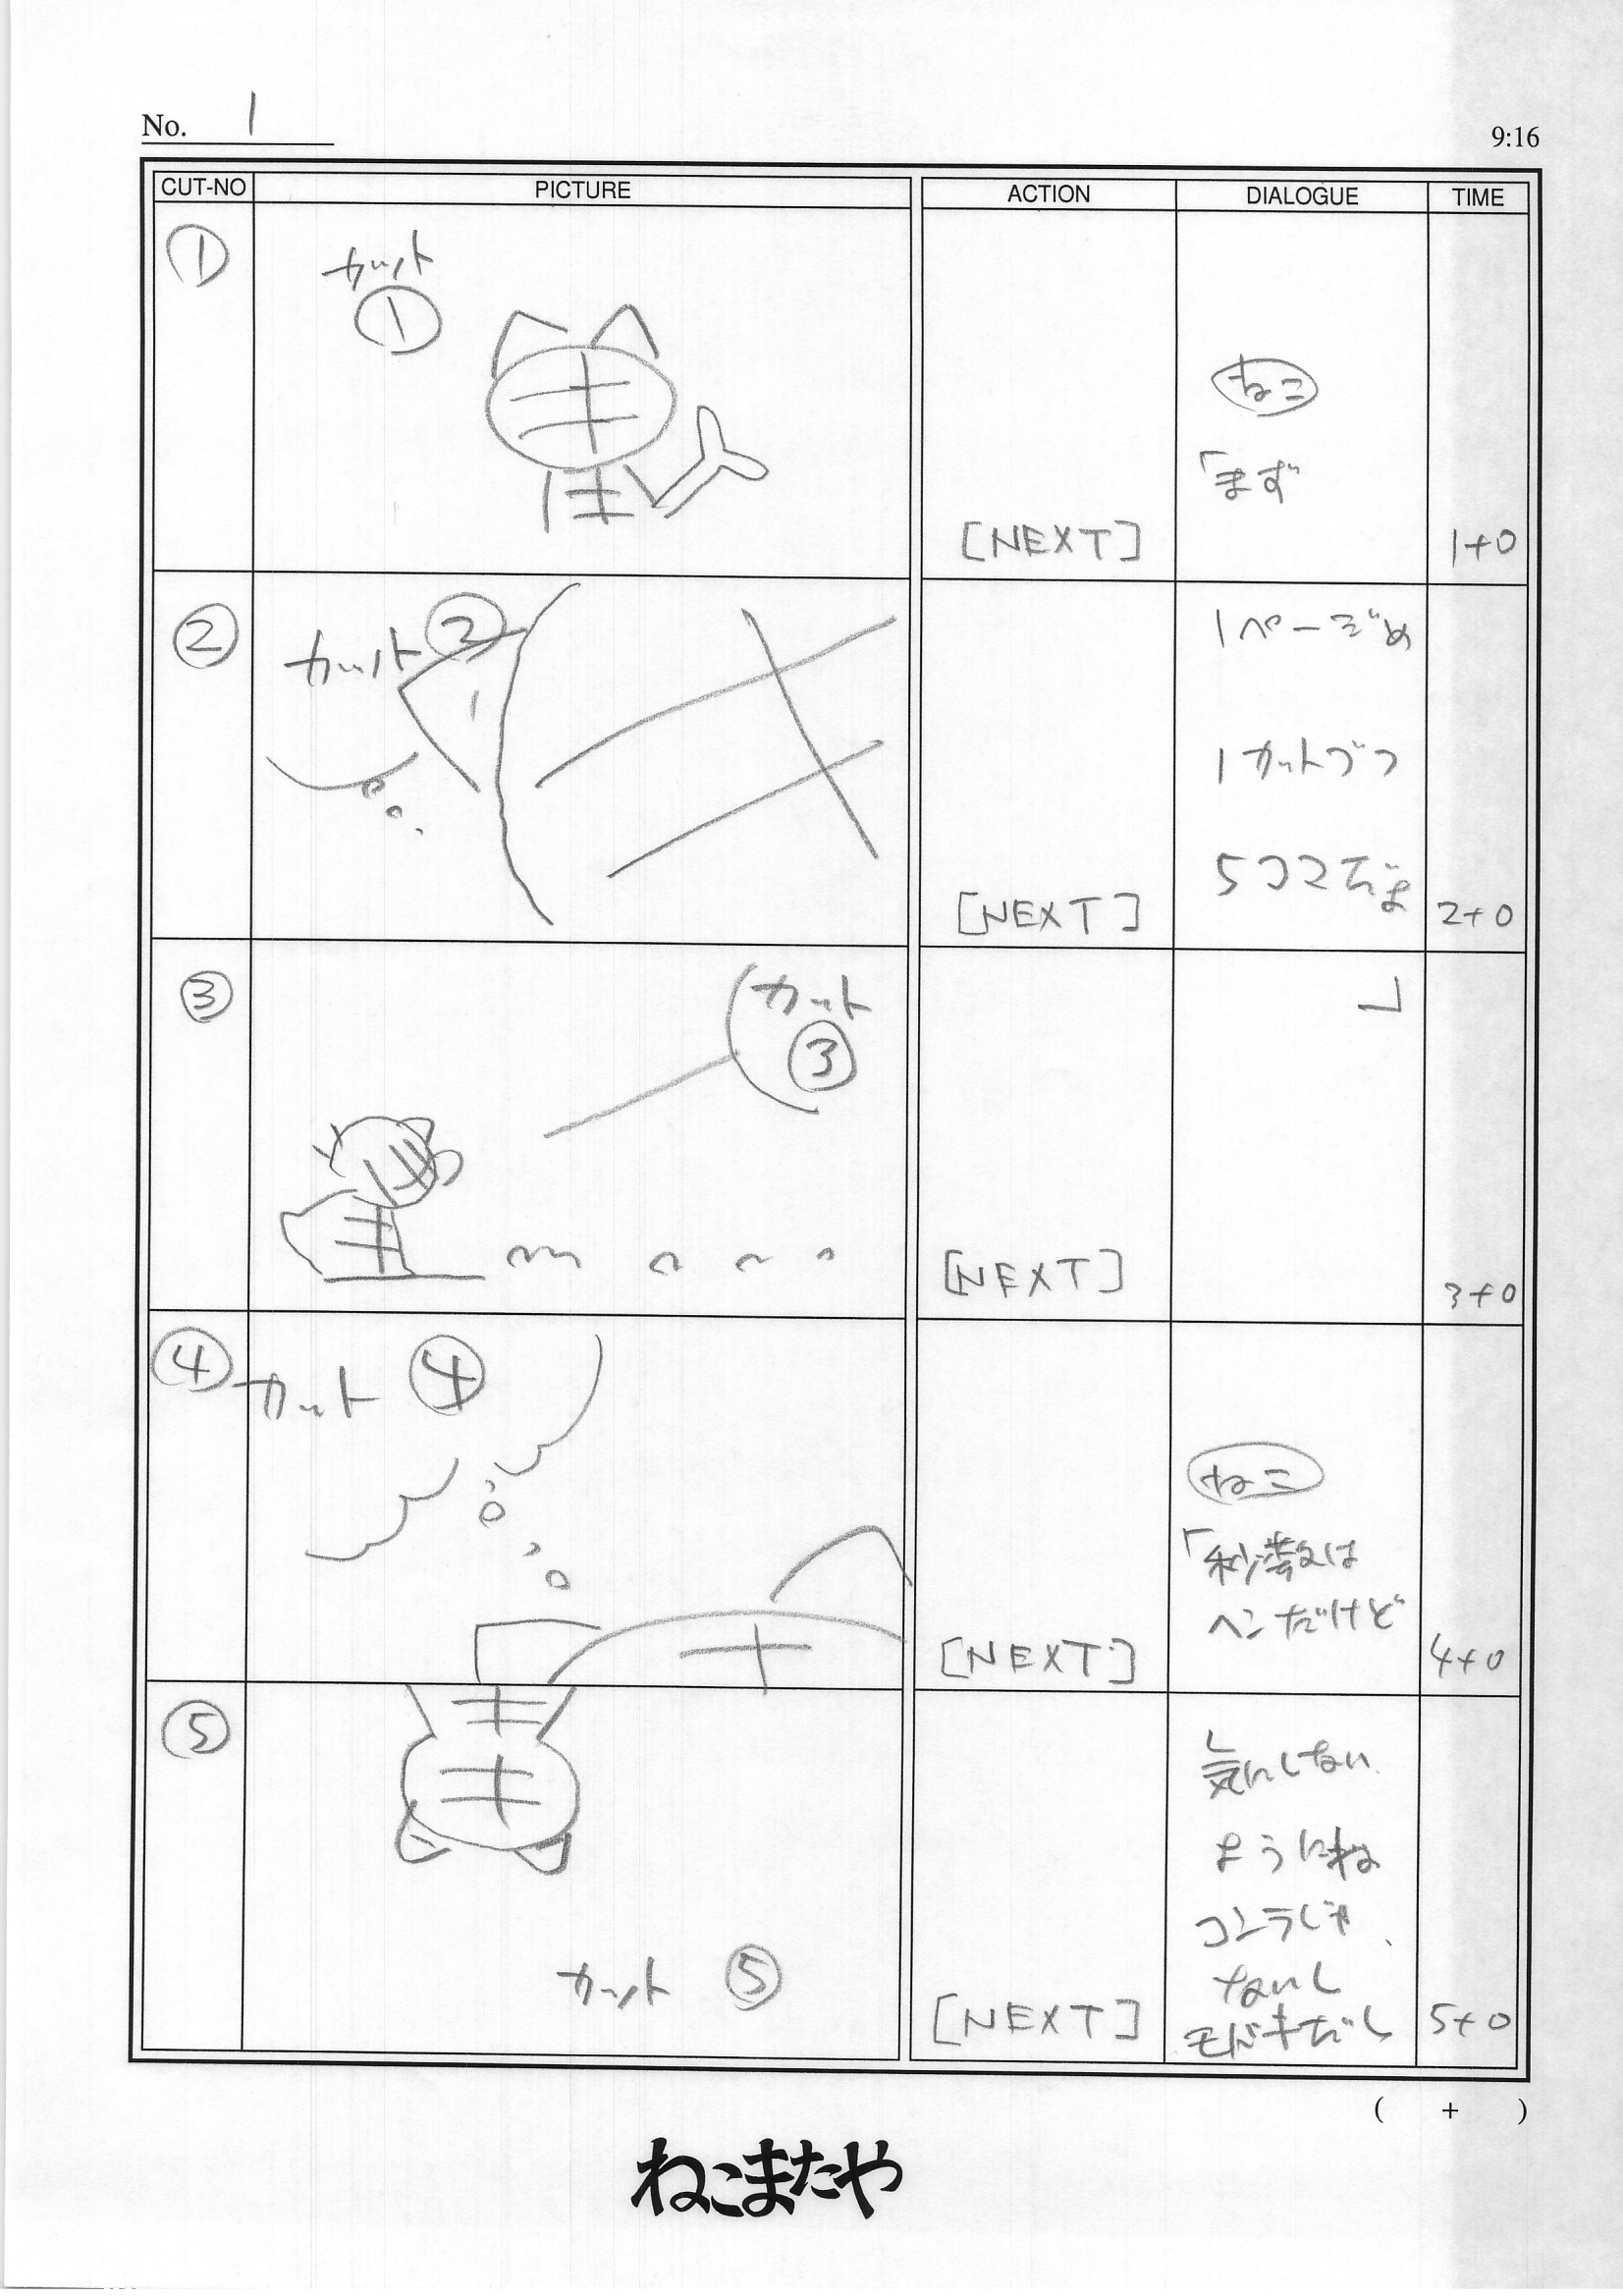 No. 1
9:16
CUT-NO PICTURE ACTION DIALOGUE TIME
①
カット
①
ねこ
「まず
[NEXT]
1+0
②
カット②
1ページめ
1カットづつ
5コマだよ
[NEXT]
2+0
③
カット
③
」
[NEXT]
3+0
④
カット ④
ねこ
「秒数は
ヘンだけど
[NEXT]
4+0
⑤
気にしない
ようにね
コンテじゃ
ないし
モドキだし
カット ⑤
[NEXT]
5+0
( + )
ねこまたや